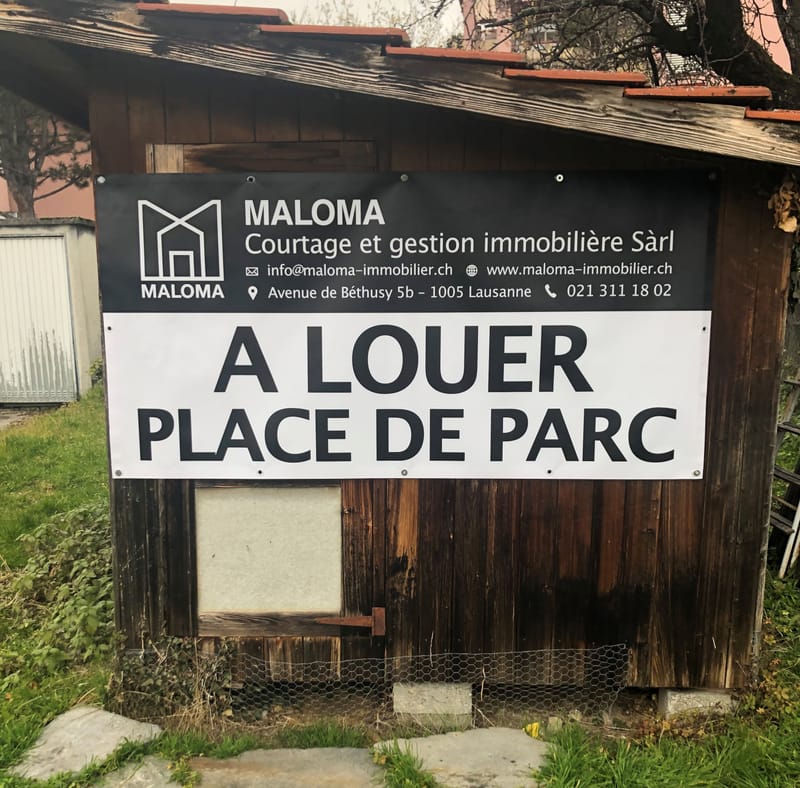 MALOMA
MALOMA
Courtage et gestion immobilière Sàrl
info@maloma-immobilier.ch www.maloma-immobilier.ch
Avenue de Béthusy 5b - 1005 Lausanne 021 311 18 02
A LOUER
PLACE DE PARC